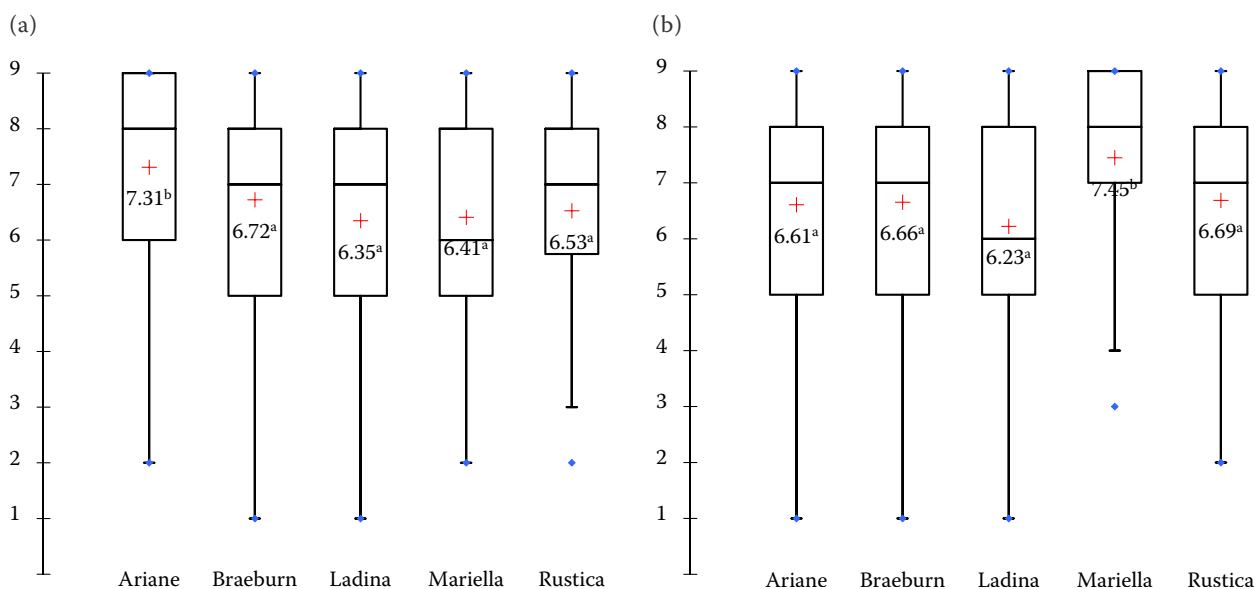 (a)
9
8
7
6
5
4
3
2
1
7.31ᵇ
6.72ᵃ
6.35ᵃ
6.41ᵃ
6.53ᵃ
Ariane Braeburn Ladina Mariella Rustica
(b)
9
8
7
6
5
4
3
2
1
6.61ᵃ
6.66ᵃ
6.23ᵃ
7.45ᵇ
6.69ᵃ
Ariane Braeburn Ladina Mariella Rustica